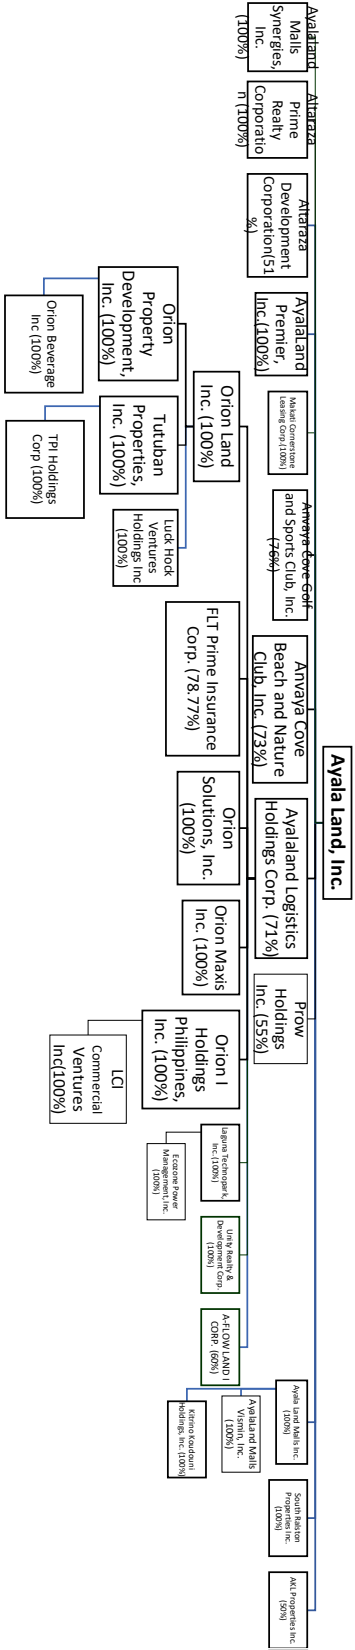 Ayala Land, Inc.
Ayalaland
Malls
Synergies,
Inc.
(100%)
Altaraza
Prime
Realty
Corporatio
n (100%)
Altaraza
Development
Corporation(51
%)
AyalaLand
Premier,
Inc.(100%)
Makati Cornerstone
Leasing Corp.(100%)
Anvaya Cove Golf
and Sports Club, Inc.
(76%)
Anvaya Cove
Beach and Nature
Club, Inc. (73%)
Ayalaland Logistics
Holdings Corp. (71%)
Prow
Holdings
Inc. (55%)
Ayala Land Malls Inc.
(100%)
South Ralston
Properties Inc.
(100%)
AKL Properties Inc.
(50%)
Orion Land
Inc. (100%)
FLT Prime Insurance
Corp. (78.77%)
Orion
Solutions, Inc.
(100%)
Orion Maxis
Inc. (100%)
Orion I
Holdings
Philippines,
Inc. (100%)
Laguna Technopark,
Inc. (100%)
Unity Realty &
Development Corp.
(100%)
A-FLOW LAND I
CORP. (60%)
AyalaLand Malls
Vismin, Inc.
(100%)
Kitrino Koudouni
Holdings, Inc. (100%)
Orion
Property
Development,
Inc. (100%)
Tutuban
Properties,
Inc. (100%)
Luck Hock
Ventures
Holdings Inc
(100%)
LCI
Commercial
Ventures
Inc(100%)
Ecozone Power
Management, Inc.
(100%)
Orion Beverage
Inc (100%)
TPI Holdings
Corp (100%)